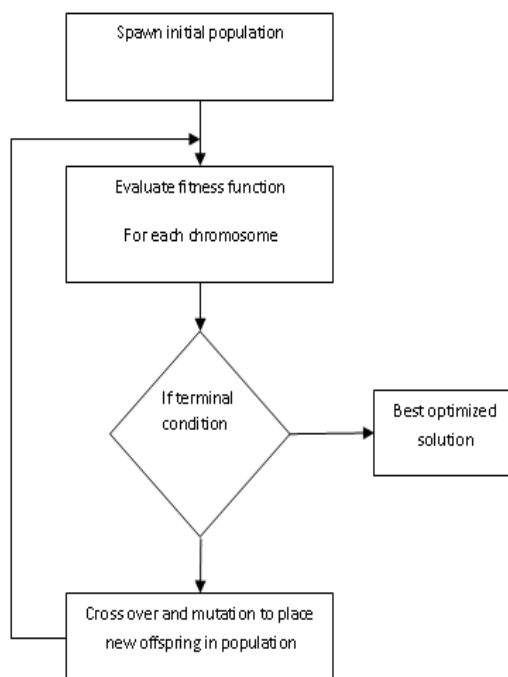 Spawn initial population
Evaluate fitness function
For each chromosome
If terminal
condition
Best optimized
solution
Cross over and mutation to place
new offspring in population